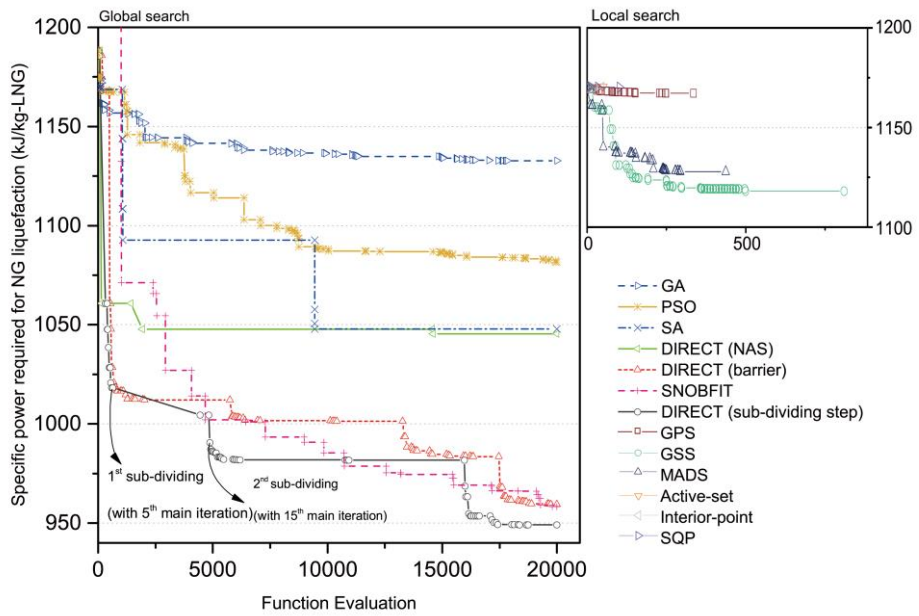 Global search
Local search
Specific power required for NG liquefaction (kJ/kg-LNG)
1200
1150
1100
1050
1000
950
0
5000
10000
15000
20000
Function Evaluation
1st sub-dividing
(with 5th main iteration)
2nd sub-dividing
(with 15th main iteration)
1200
1150
1100
0
500
GA
PSO
SA
DIRECT (NAS)
DIRECT (barrier)
SNOBFIT
DIRECT (sub-dividing step)
GPS
GSS
MADS
Active-set
Interior-point
SQP